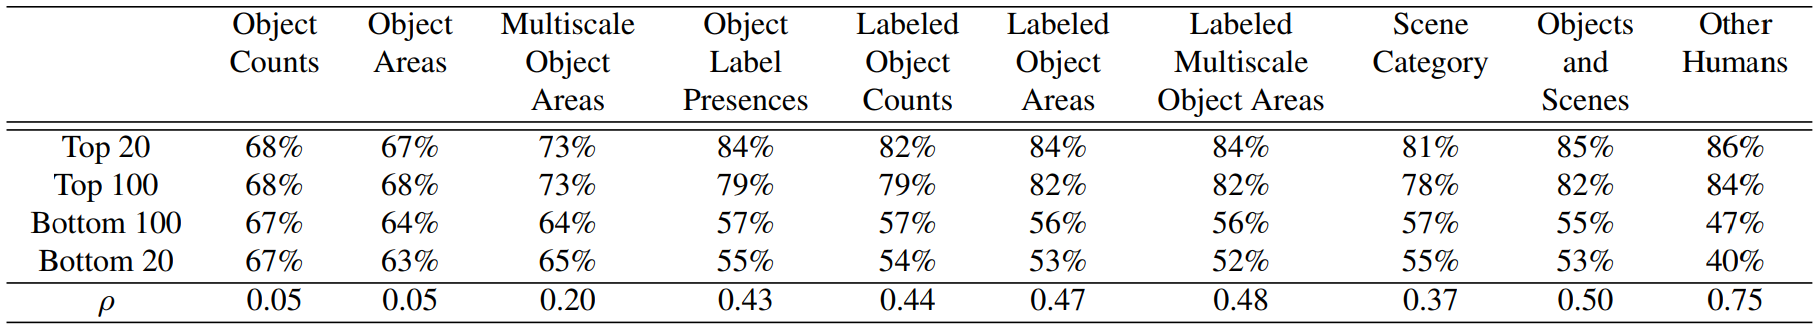 Object Object Multiscale Object Labeled Labeled Labeled Scene Objects Other
Counts Areas Object Label Object Object Multiscale Category and Humans
Areas Presences Counts Areas Object Areas Scenes
Top 20 68% 67% 73% 84% 82% 84% 84% 81% 85% 86%
Top 100 68% 68% 73% 79% 79% 82% 82% 78% 82% 84%
Bottom 100 67% 64% 64% 57% 57% 56% 56% 57% 55% 47%
Bottom 20 67% 63% 65% 55% 54% 53% 52% 55% 53% 40%
ρ 0.05 0.05 0.20 0.43 0.44 0.47 0.48 0.37 0.50 0.75